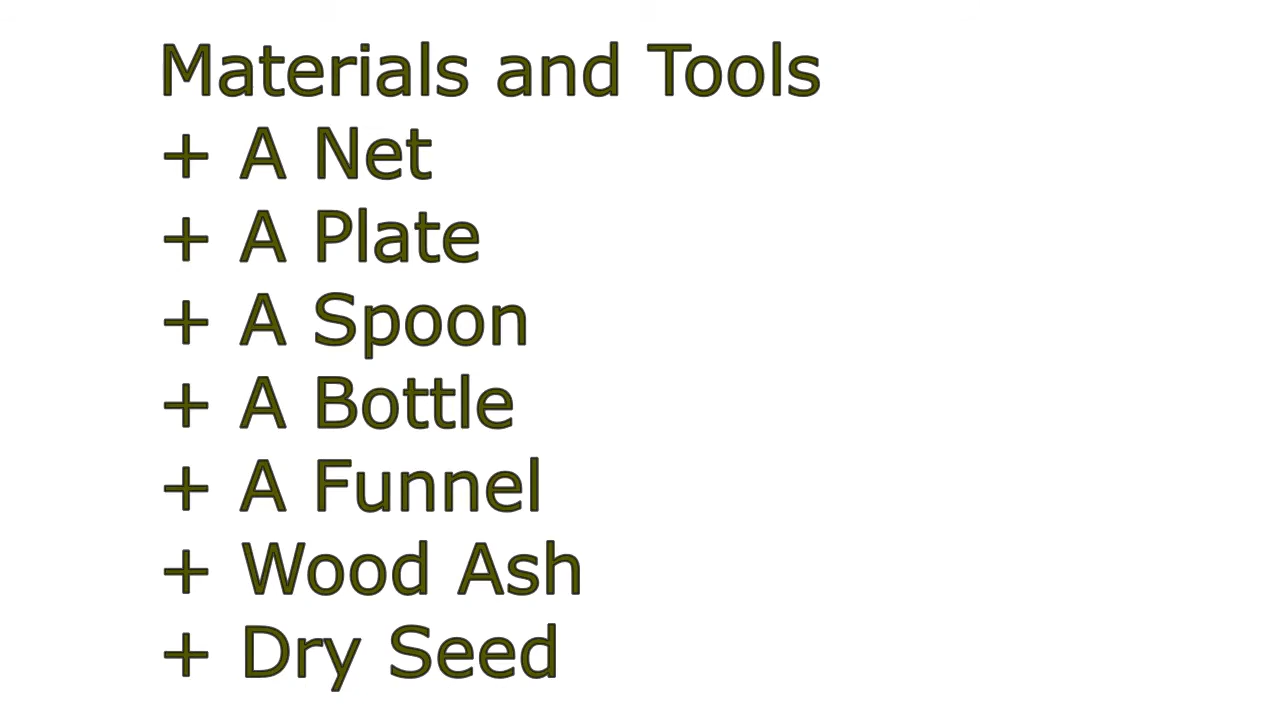 Materials and Tools
+ A Net
+ A Plate
+ A Spoon
+ A Bottle
+ A Funnel
+ Wood Ash
+ Dry Seed